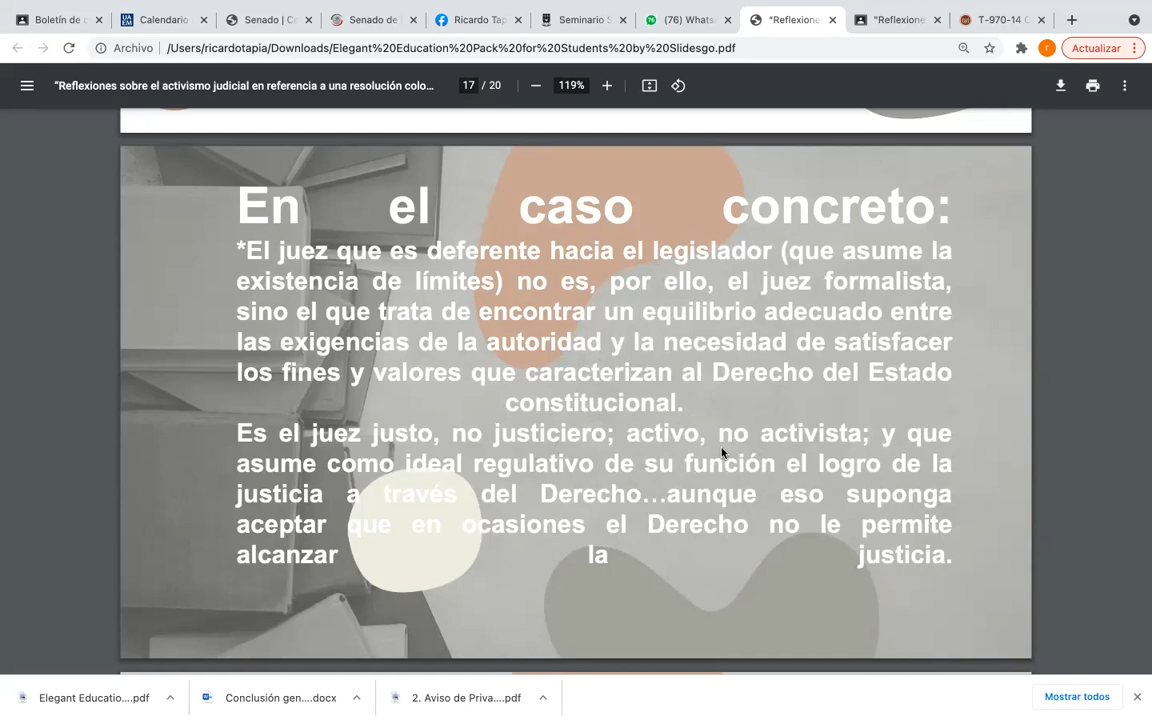 Boletín de c
Calendario
Senado | Co
Senado de
Ricardo Tap
Seminario S
(76) Whats
"Reflexione
"Reflexione
T-970-14 C
Archivo
/Users/ricardotapia/Downloads/Elegant%20Education%20Pack%20for%20Students%20by%20Slidesgo.pdf
Actualizar
"Reflexiones sobre el activismo judicial en referencia a una resolución colo...
17 / 20
119%
En el caso concreto:
*El juez que es deferente hacia el legislador (que asume la
existencia de límites) no es, por ello, el juez formalista,
sino el que trata de encontrar un equilibrio adecuado entre
las exigencias de la autoridad y la necesidad de satisfacer
los fines y valores que caracterizan al Derecho del Estado
constitucional.
Es el juez justo, no justiciero; activo, no activista; y que
asume como ideal regulativo de su función el logro de la
justicia a través del Derecho...aunque eso suponga
aceptar que en ocasiones el Derecho no le permite
alcanzar la justicia.
Elegant Educatio....pdf
Conclusión gen....docx
2. Aviso de Priva....pdf
Mostrar todos